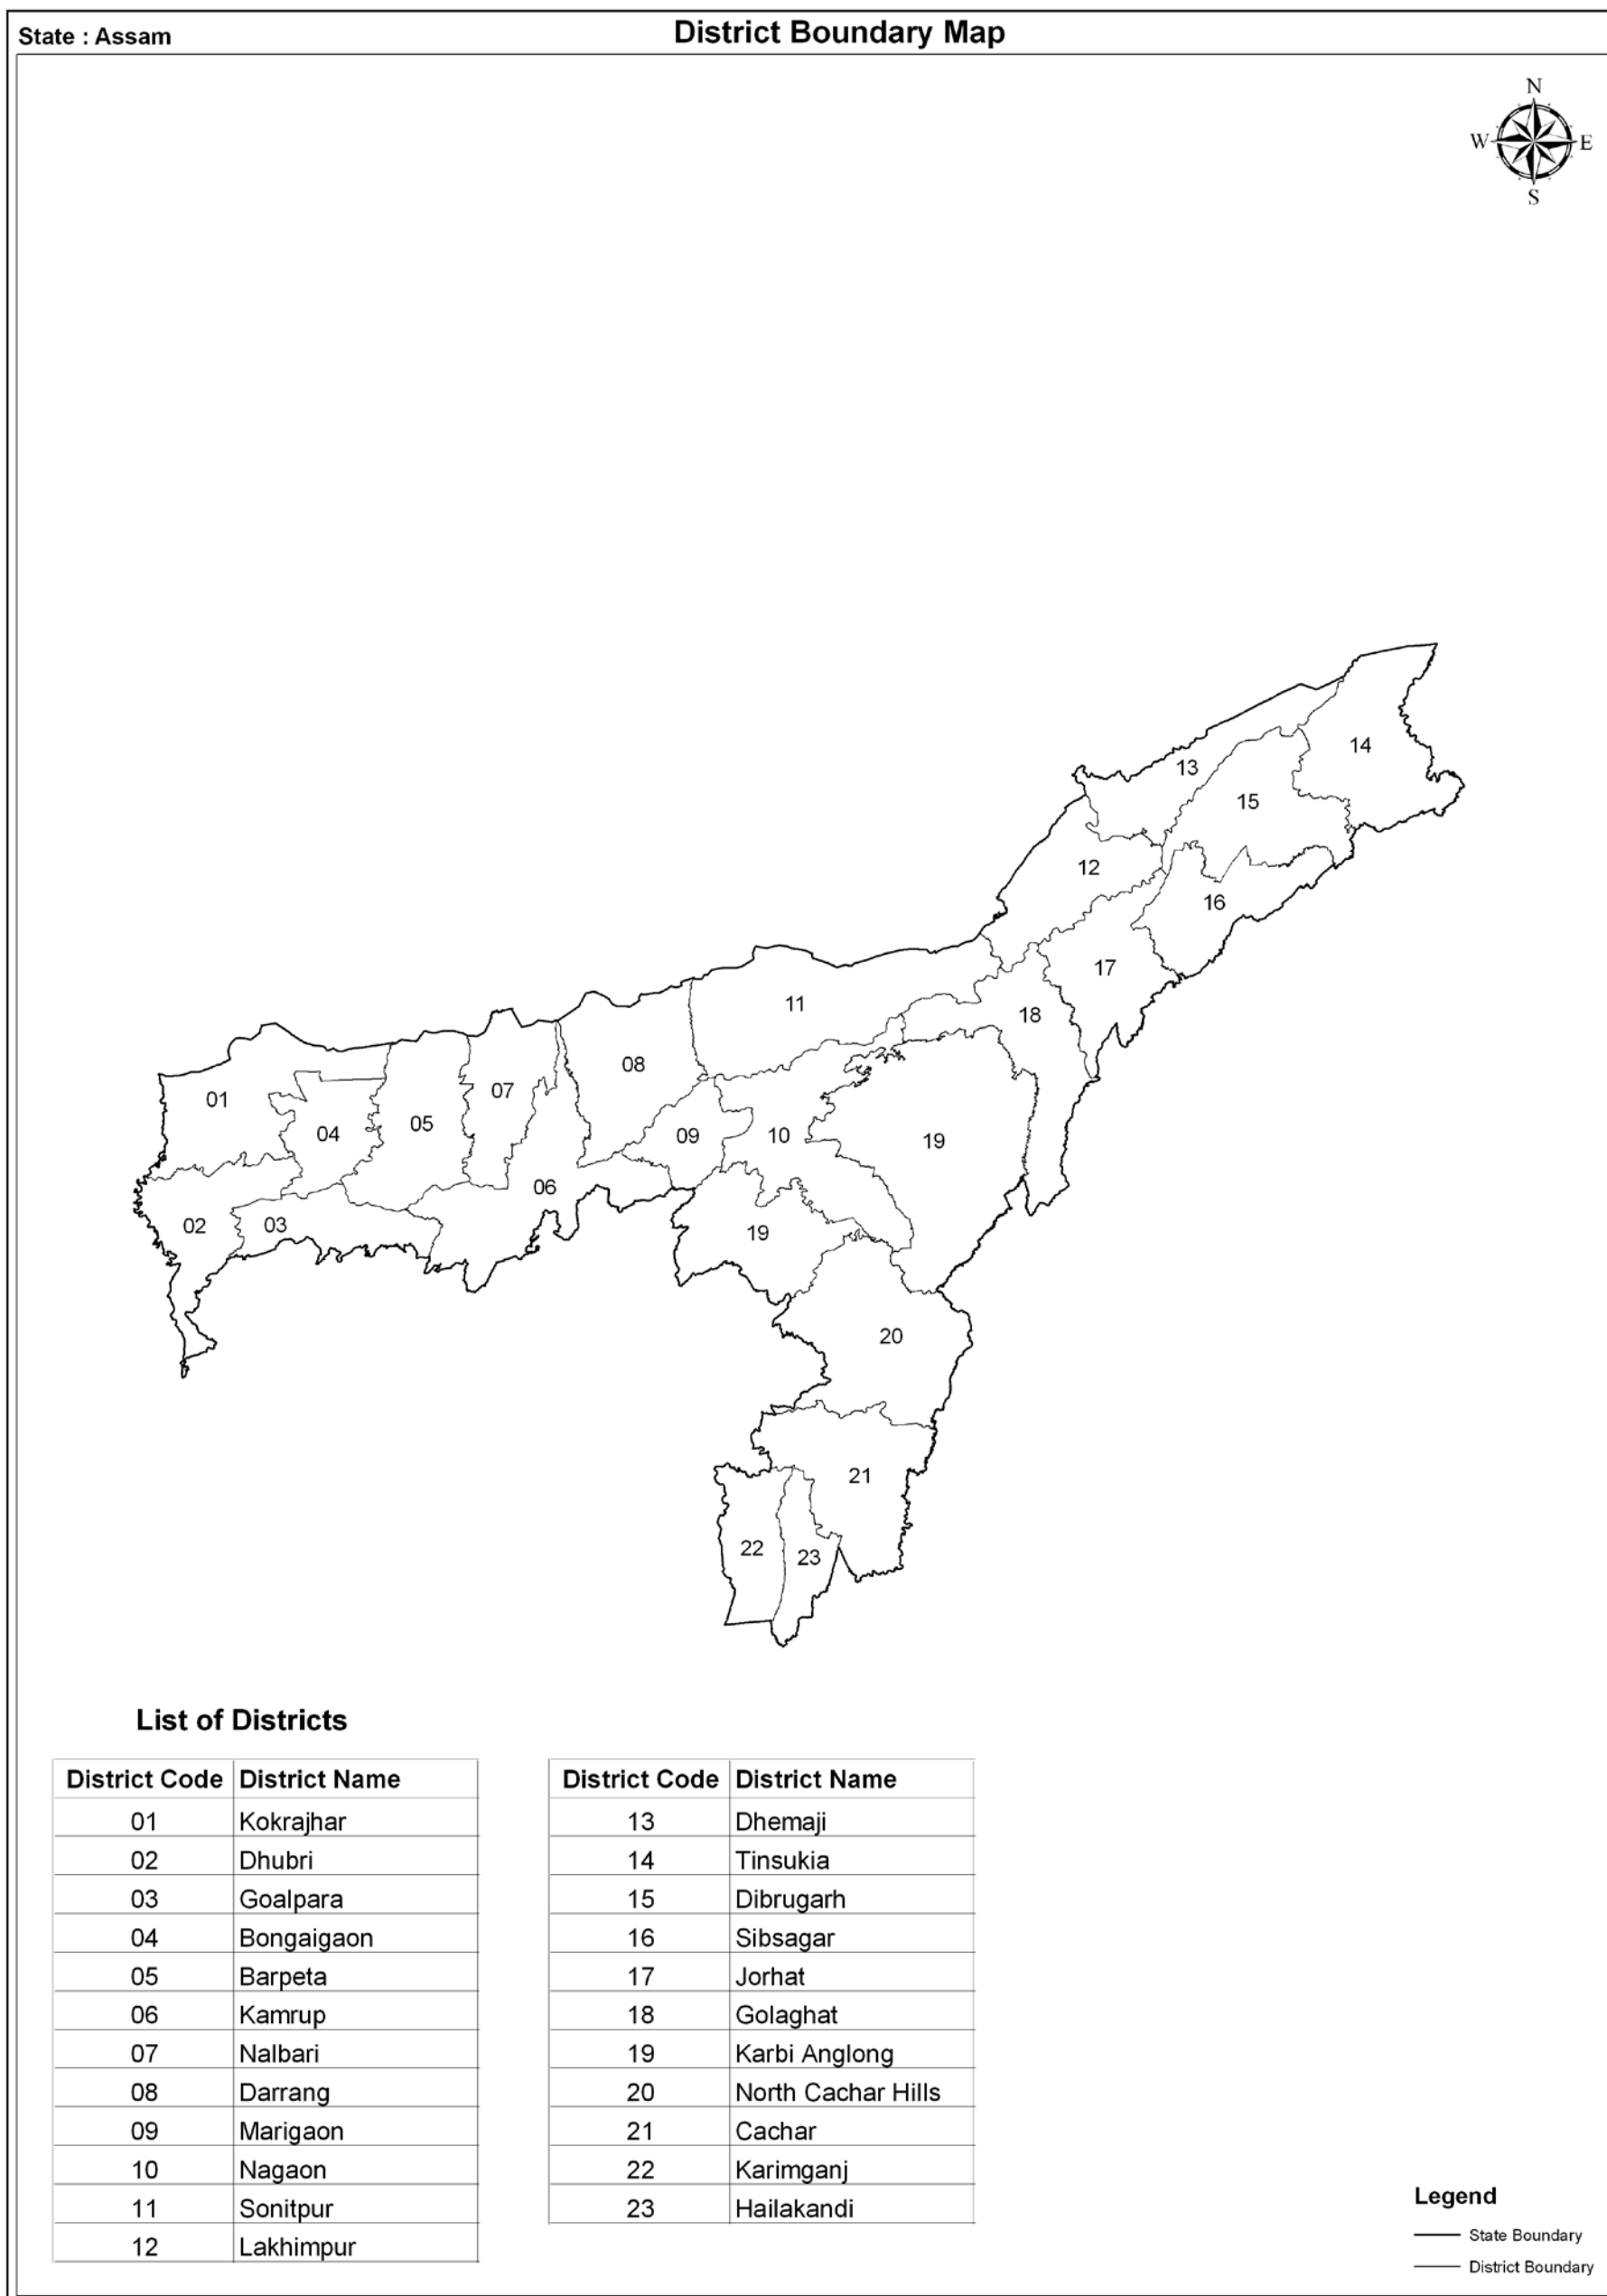 State : Assam
District Boundary Map
N
W E
S
14
13
15
12
16
17
11
18
08
07
01
05
04
09
10
19
06
02
03
19
20
21
22
23
List of Districts
District Code District Name
01 Kokrajhar
02 Dhubri
03 Goalpara
04 Bongaigaon
05 Barpeta
06 Kamrup
07 Nalbari
08 Darrang
09 Marigaon
10 Nagaon
11 Sonitpur
12 Lakhimpur
District Code District Name
13 Dhemaji
14 Tinsukia
15 Dibrugarh
16 Sibsagar
17 Jorhat
18 Golaghat
19 Karbi Anglong
20 North Cachar Hills
21 Cachar
22 Karimganj
23 Hailakandi
Legend
State Boundary
District Boundary